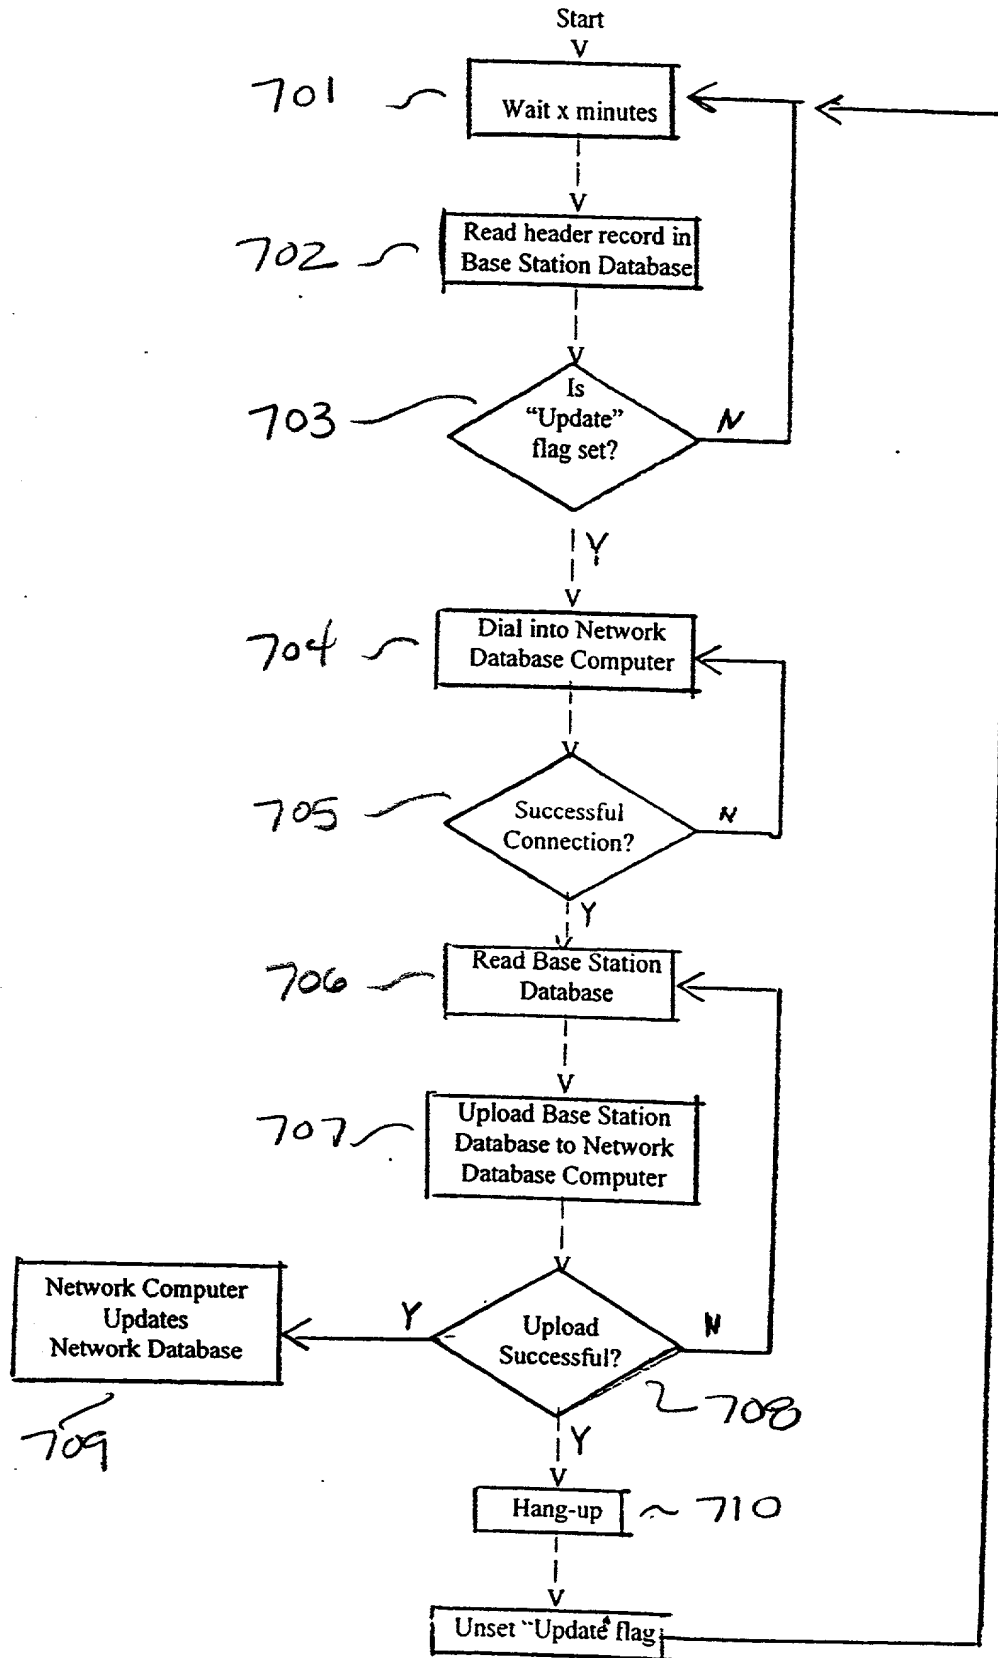 Start
V
701
Wait x minutes
V
702
Read header record in
Base Station Database
V
703
Is
“Update”
flag set?
N
Y
V
704
Dial into Network
Database Computer
V
705
Successful
Connection?
N
Y
V
706
Read Base Station
Database
V
707
Upload Base Station
Database to Network
Database Computer
V
Network Computer
Updates
Network Database
Y
Upload
Successful?
N
708
709
Y
V
Hang-up
710
V
Unset "Update" flag